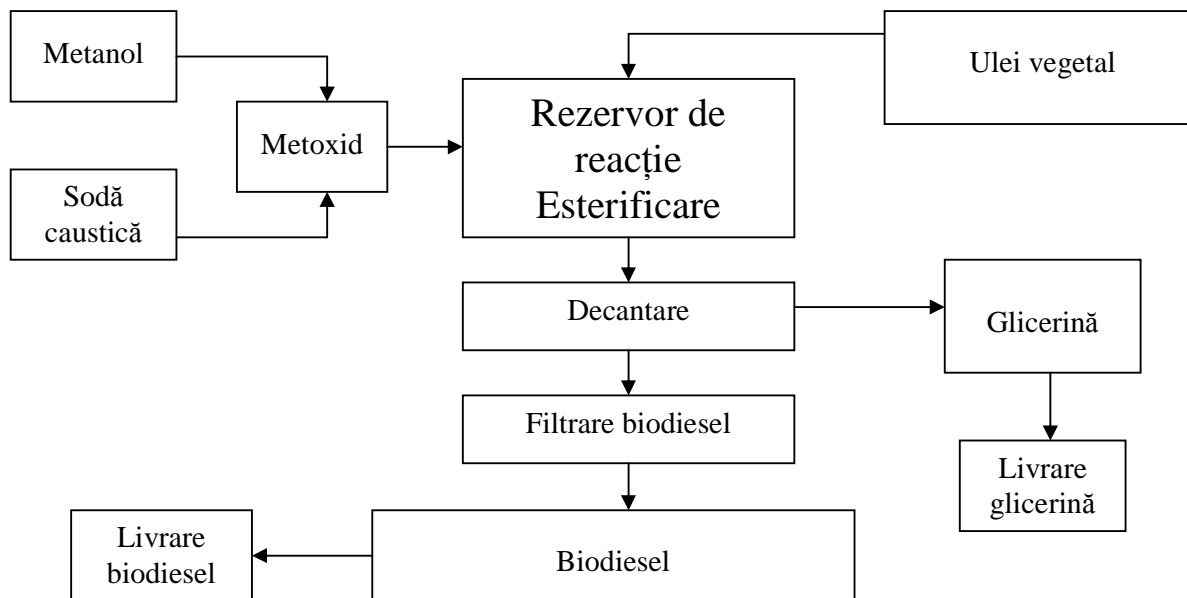 Metanol
Ulei vegetal
Rezervor de
reacție
Esterificare
Metoxid
Sodă
caustică
Decantare
Glicerină
Filtrare biodiesel
Livrare
glicerină
Livrare
biodiesel
Biodiesel